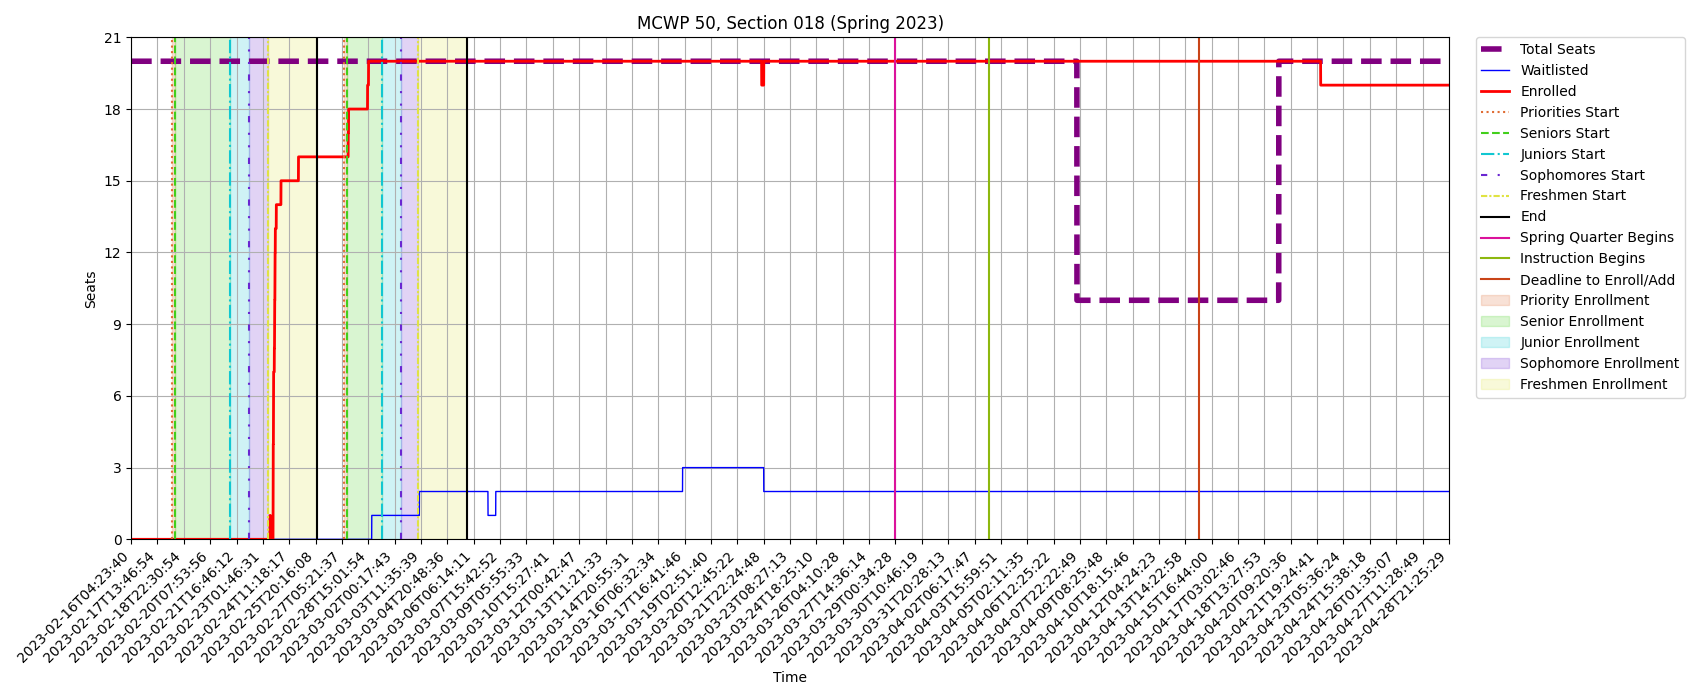 MCWP 50, Section 018 (Spring 2023)
21
18
15
12
9
6
3
0
Seats
2023-02-16T04:23:40
2023-02-17T13:46:54
2023-02-18T22:30:54
2023-02-20T07:53:56
2023-02-21T16:46:12
2023-02-23T01:46:31
2023-02-24T11:18:17
2023-02-25T20:16:08
2023-02-27T05:21:37
2023-02-28T15:01:54
2023-03-02T00:17:43
2023-03-03T11:35:39
2023-03-04T20:48:36
2023-03-06T06:14:11
2023-03-07T15:42:52
2023-03-09T05:55:33
2023-03-10T15:27:41
2023-03-12T00:42:47
2023-03-13T11:21:33
2023-03-14T20:55:31
2023-03-16T06:32:34
2023-03-17T16:41:46
2023-03-19T02:51:40
2023-03-20T12:45:22
2023-03-21T22:24:48
2023-03-23T08:27:13
2023-03-24T18:25:10
2023-03-26T04:10:28
2023-03-27T14:36:14
2023-03-29T00:34:28
2023-03-30T10:46:19
2023-03-31T20:28:13
2023-04-02T06:17:47
2023-04-03T15:59:51
2023-04-05T02:11:35
2023-04-06T12:25:22
2023-04-07T22:22:49
2023-04-09T08:25:48
2023-04-10T18:15:46
2023-04-12T04:24:23
2023-04-13T14:22:58
2023-04-15T16:44:00
2023-04-17T03:02:46
2023-04-18T13:27:53
2023-04-20T09:20:36
2023-04-21T19:24:41
2023-04-23T05:36:24
2023-04-24T15:38:18
2023-04-26T01:35:07
2023-04-27T11:28:49
2023-04-28T21:25:29
Time
Total Seats
Waitlisted
Enrolled
Priorities Start
Seniors Start
Juniors Start
Sophomores Start
Freshmen Start
End
Spring Quarter Begins
Instruction Begins
Deadline to Enroll/Add
Priority Enrollment
Senior Enrollment
Junior Enrollment
Sophomore Enrollment
Freshmen Enrollment